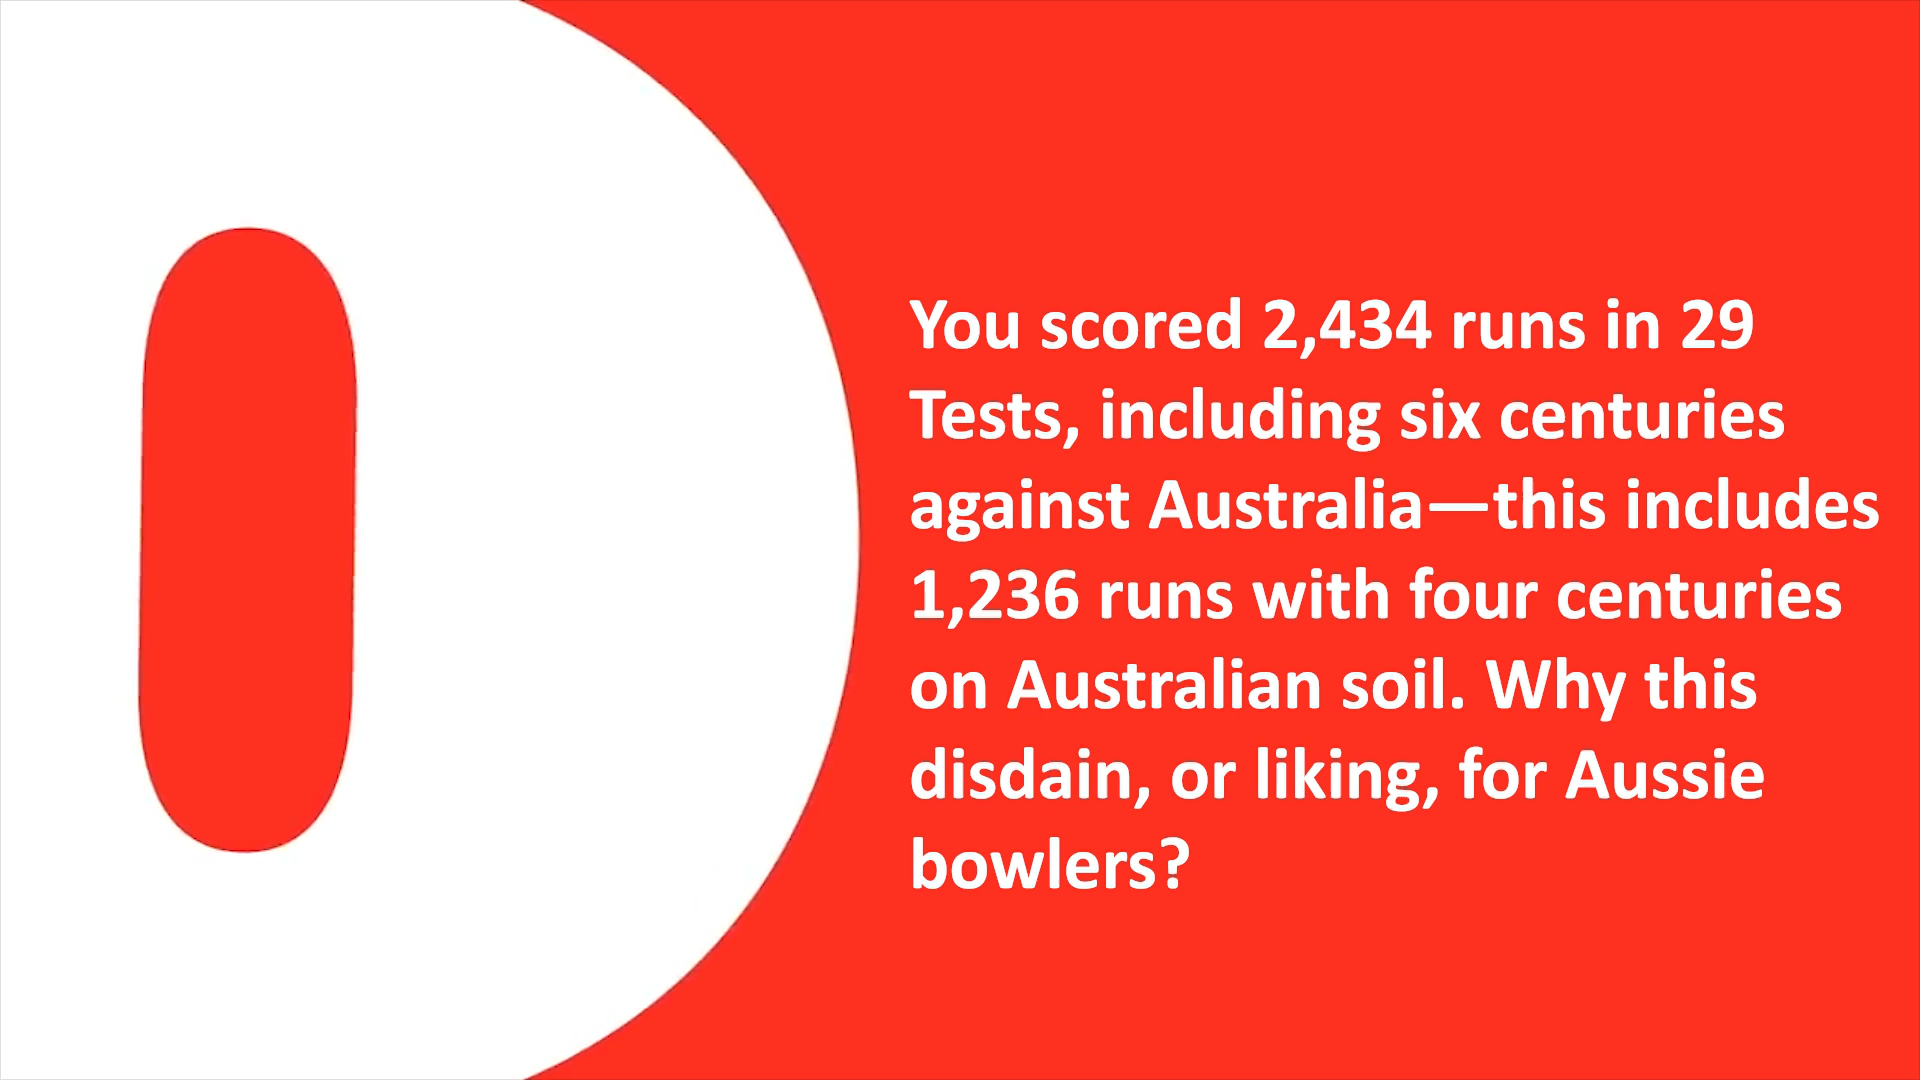 You scored 2,434 runs in 29
Tests, including six centuries
against Australia—this includes
1,236 runs with four centuries
on Australian soil. Why this
disdain, or liking, for Aussie
bowlers?